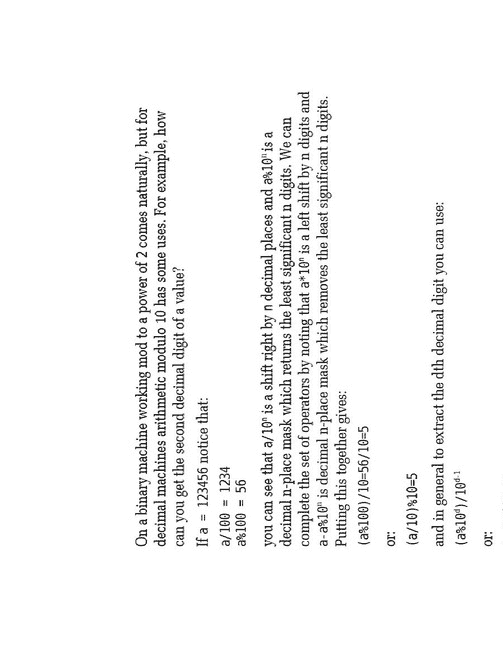 On a binary machine working mod to a power of 2 comes naturally, but for
decimal machines arithmetic modulo 10 has some uses. For example, how
can you get the second decimal digit of a value?
If a = 123456 notice that:
a/100 = 1234
a%100 = 56
you can see that a/10ⁿ is a shift right by n decimal places and a%10ⁿ is a
decimal n-place mask which returns the least significant n digits. We can
complete the set of operators by noting that a*10ⁿ is a left shift by n digits and
a-a%10ⁿ is decimal n-place mask which removes the least significant n digits.
Putting this together gives:
(a%100)/10=56/10=5
or:
(a/10)%10=5
and in general to extract the dth decimal digit you can use:
(a%10ᵈ)/10ᵈ⁻¹
or: